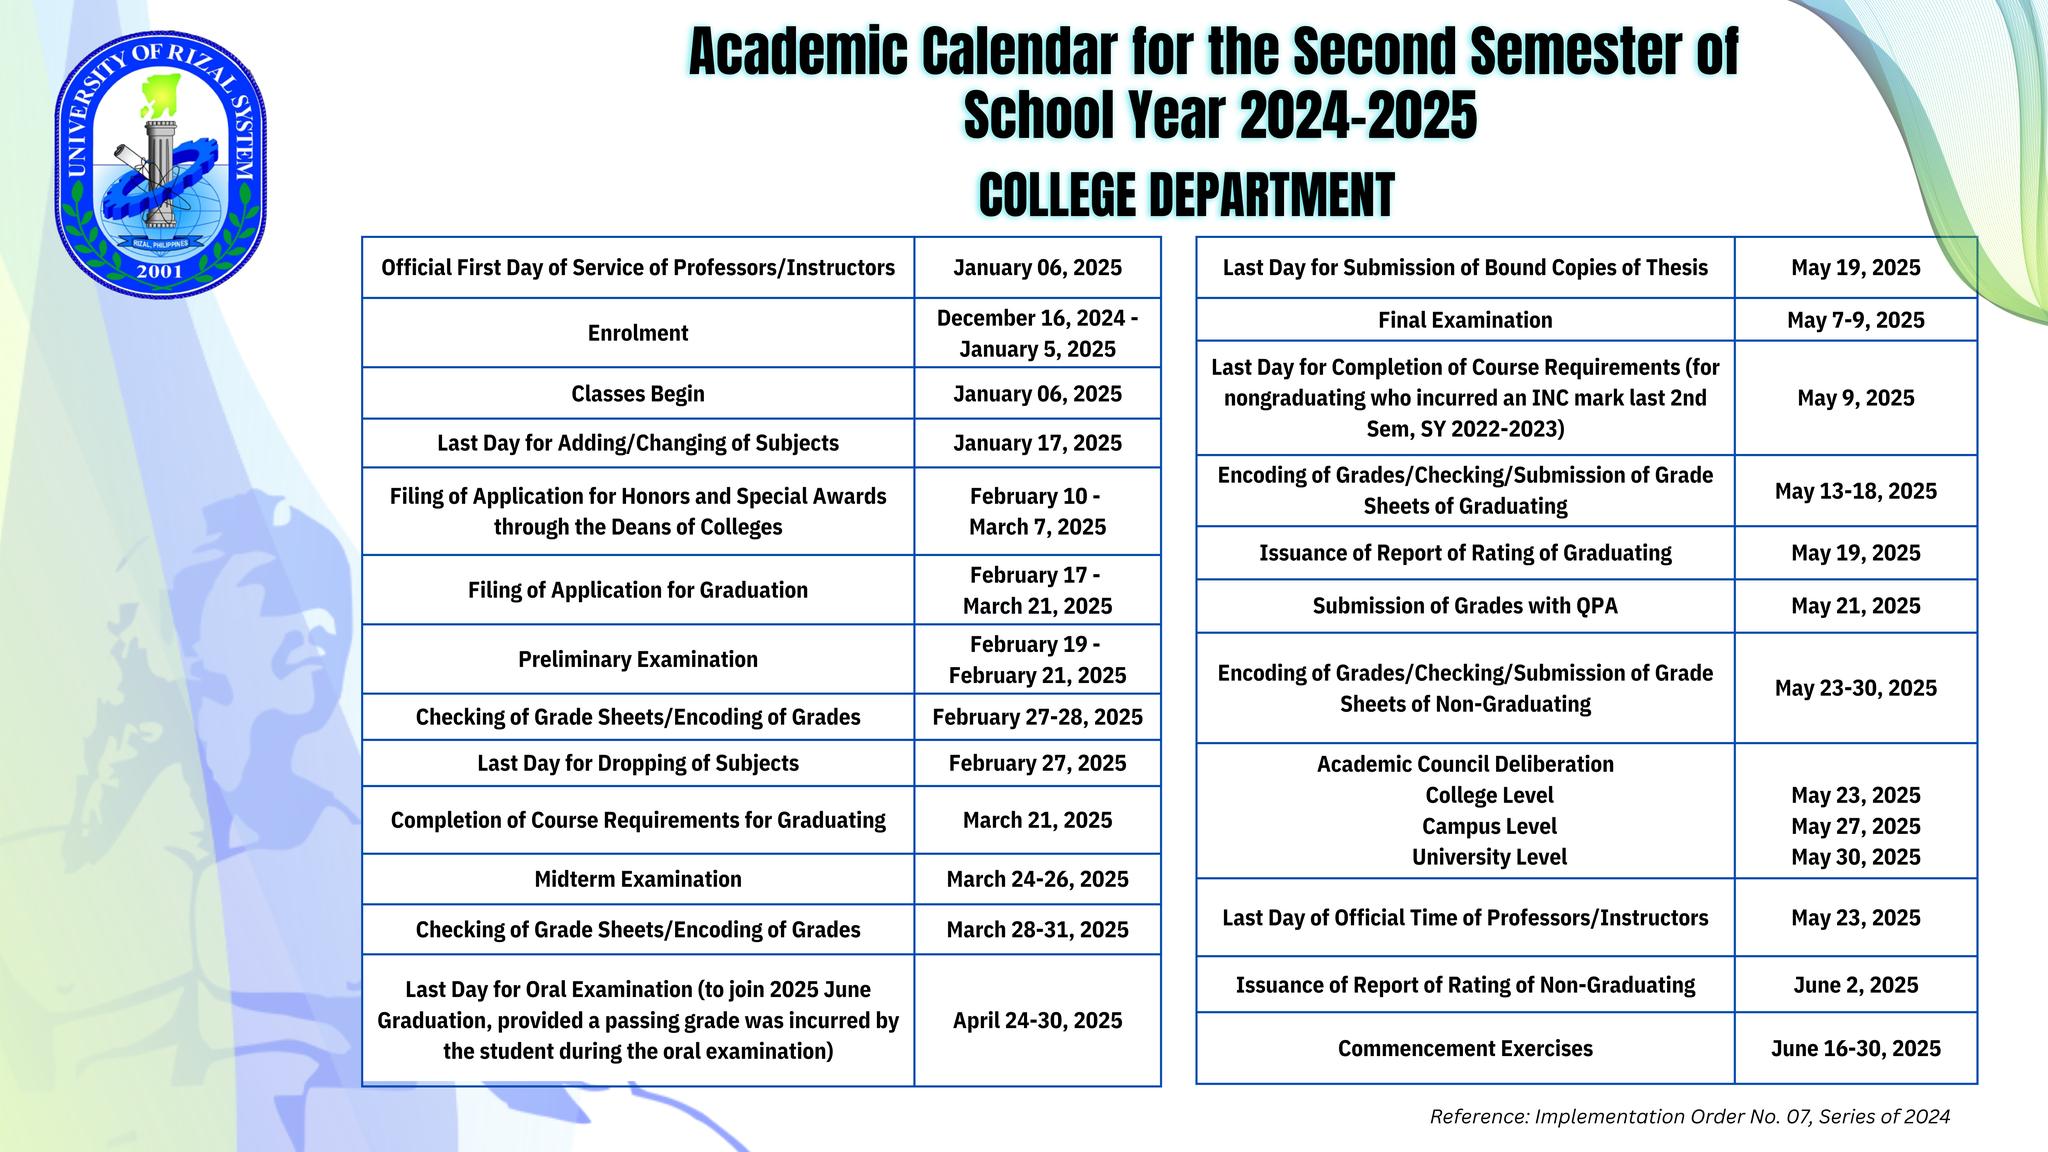 UNIVERSITY OF RIZAL SYSTEM
RIZAL, PHILIPPINES
2001
Academic Calendar for the Second Semester of
School Year 2024-2025
COLLEGE DEPARTMENT
Official First Day of Service of Professors/Instructors
January 06, 2025
Enrolment
December 16, 2024 -
January 5, 2025
Classes Begin
January 06, 2025
Last Day for Adding/Changing of Subjects
January 17, 2025
Filing of Application for Honors and Special Awards
through the Deans of Colleges
February 10 -
March 7, 2025
Filing of Application for Graduation
February 17 -
March 21, 2025
Preliminary Examination
February 19 -
February 21, 2025
Checking of Grade Sheets/Encoding of Grades
February 27-28, 2025
Last Day for Dropping of Subjects
February 27, 2025
Completion of Course Requirements for Graduating
March 21, 2025
Midterm Examination
March 24-26, 2025
Checking of Grade Sheets/Encoding of Grades
March 28-31, 2025
Last Day for Oral Examination (to join 2025 June
Graduation, provided a passing grade was incurred by
the student during the oral examination)
April 24-30, 2025
Last Day for Submission of Bound Copies of Thesis
May 19, 2025
Final Examination
May 7-9, 2025
Last Day for Completion of Course Requirements (for
nongraduating who incurred an INC mark last 2nd
Sem, SY 2022-2023)
May 9, 2025
Encoding of Grades/Checking/Submission of Grade
Sheets of Graduating
May 13-18, 2025
Issuance of Report of Rating of Graduating
May 19, 2025
Submission of Grades with QPA
May 21, 2025
Encoding of Grades/Checking/Submission of Grade
Sheets of Non-Graduating
May 23-30, 2025
Academic Council Deliberation
College Level
May 23, 2025
Campus Level
May 27, 2025
University Level
May 30, 2025
Last Day of Official Time of Professors/Instructors
May 23, 2025
Issuance of Report of Rating of Non-Graduating
June 2, 2025
Commencement Exercises
June 16-30, 2025
Reference: Implementation Order No. 07, Series of 2024